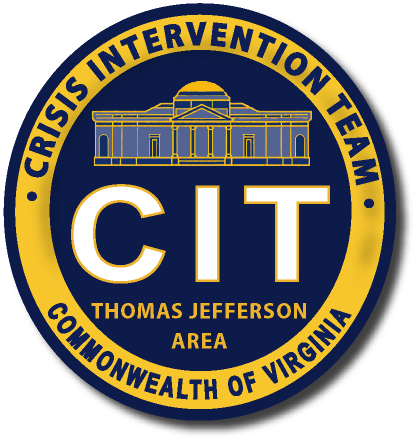 • CRISIS INTERVENTION TEAM •
CIT
THOMAS JEFFERSON
AREA
COMMONWEALTH OF VIRGINIA